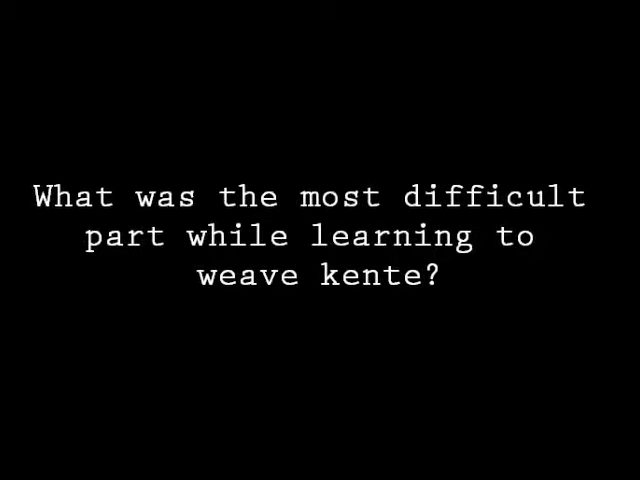 What was the most difficult
part while learning to
weave kente?